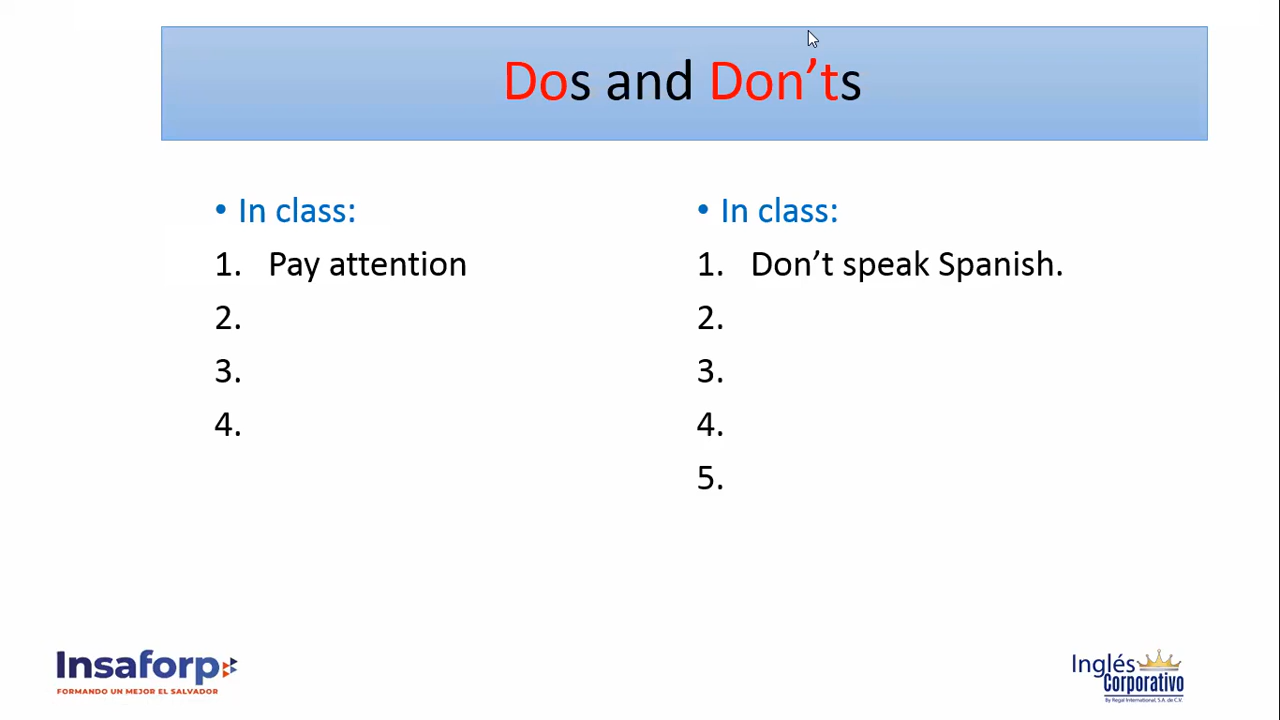 Dos and Don’ts
• In class:
1. Pay attention
2.
3.
4.
• In class:
1. Don’t speak Spanish.
2.
3.
4.
5.
Insaforp
FORMANDO UN MEJOR EL SALVADOR
Inglés
Corporativo
By Regal International, S.A. de C.V.